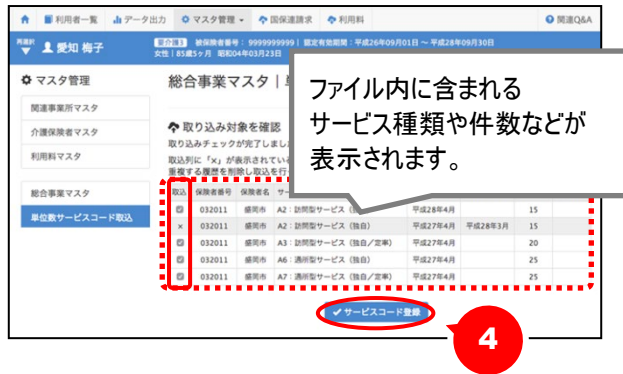 利用者一覧 データ出力 マスタ管理 国保連請求 利用料 関連Q&A
再選択 愛知 梅子 要介護3 被保険者番号：9999999999 認定有効期間：平成26年09月01日 ～ 平成28年09月30日
女性 85歳5ヶ月 昭和04年03月23日
マスタ管理
総合事業マスタ
関連事業所マスタ
介護保険者マスタ
利用料マスタ
総合事業マスタ
単位数サービスコード取込
ファイル内に含まれる
サービス種類や件数などが
表示されます。
取り込み対象を確認
取り込みチェックが完了しまし
取込列に「×」が表示されてい
重複する履歴を削除し取込を行
取込 保険者番号 保険者名 サー
032011 盛岡市 A2：訪問型サービス（独自） 平成28年4月 15
× 032011 盛岡市 A2：訪問型サービス（独自） 平成27年4月 平成28年3月 15
032011 盛岡市 A3：訪問型サービス（独自／定率） 平成27年4月 20
032011 盛岡市 A6：通所型サービス（独自） 平成27年4月 25
032011 盛岡市 A7：通所型サービス（独自／定率） 平成27年4月 25
サービスコード登録
4